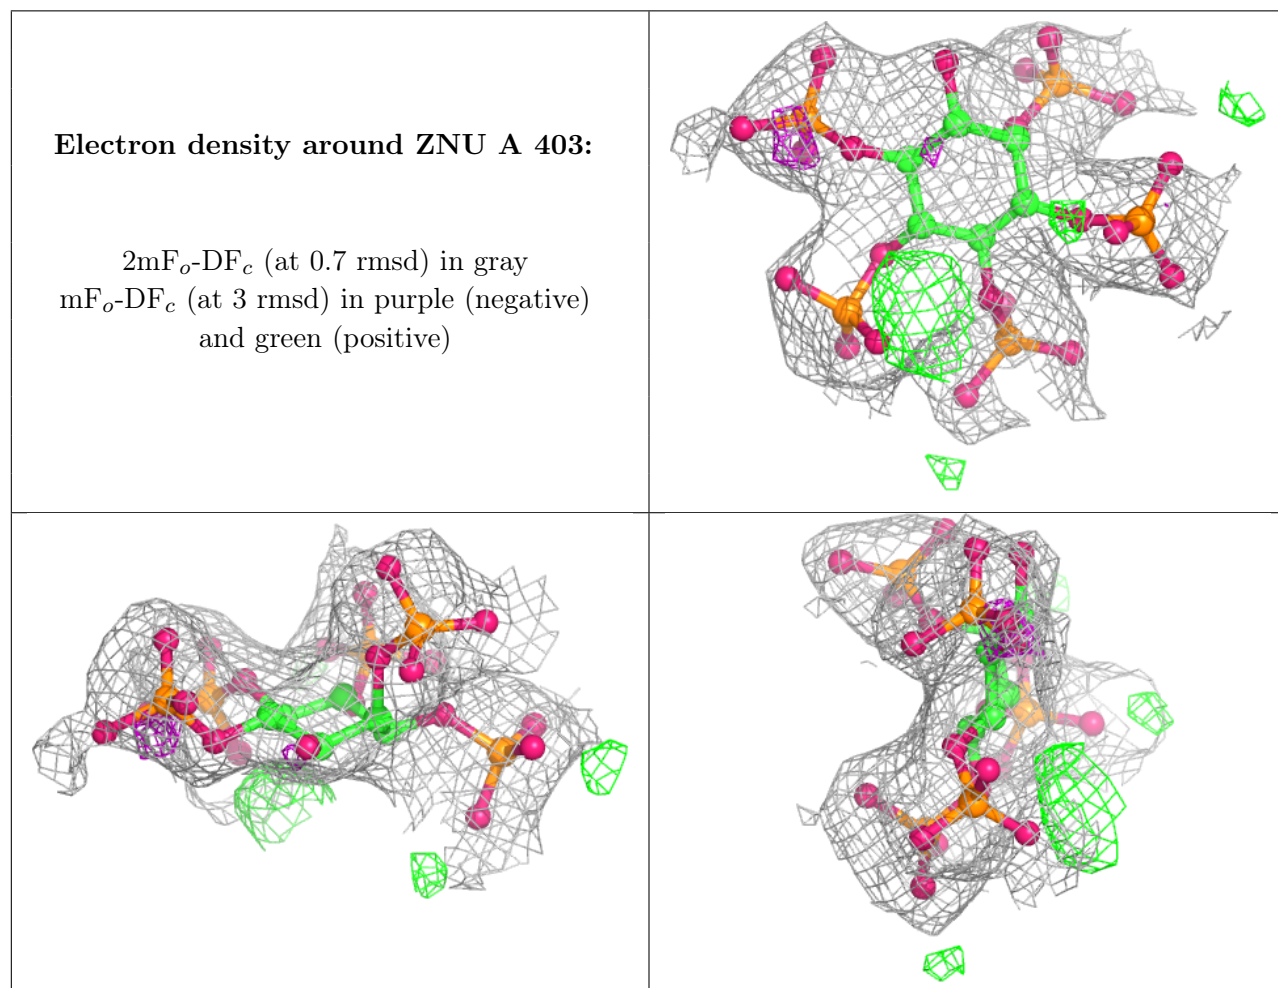 Electron density around ZNU A 403:
2mFo-DFc (at 0.7 rmsd) in gray
mFo-DFc (at 3 rmsd) in purple (negative)
and green (positive)